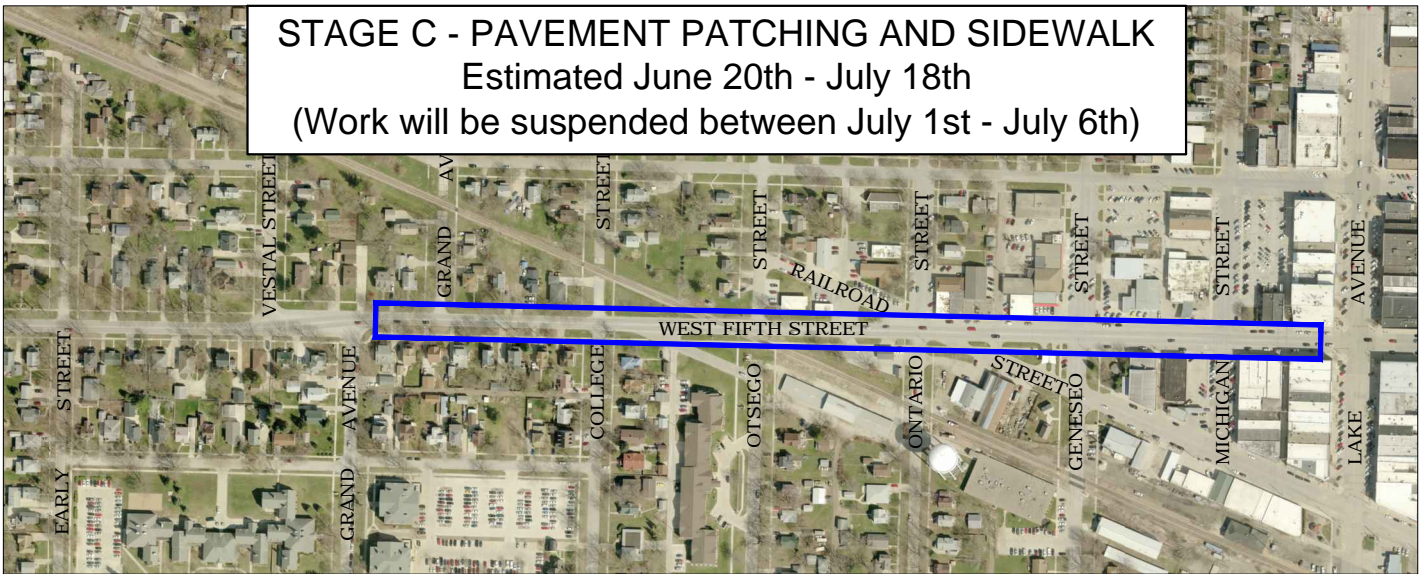 STAGE C - PAVEMENT PATCHING AND SIDEWALK
Estimated June 20th - July 18th
(Work will be suspended between July 1st - July 6th)
VESTAL STREET
GRAND AV
STREET
STREET
RAILROAD
STREET
STREET
STREET
AVENUE
WEST FIFTH STREET
EARLY STREET
GRAND AVENUE
COLLEGE
OTSEGO
ONTARIO
STREET
GENESEO
MICHIGAN
LAKE